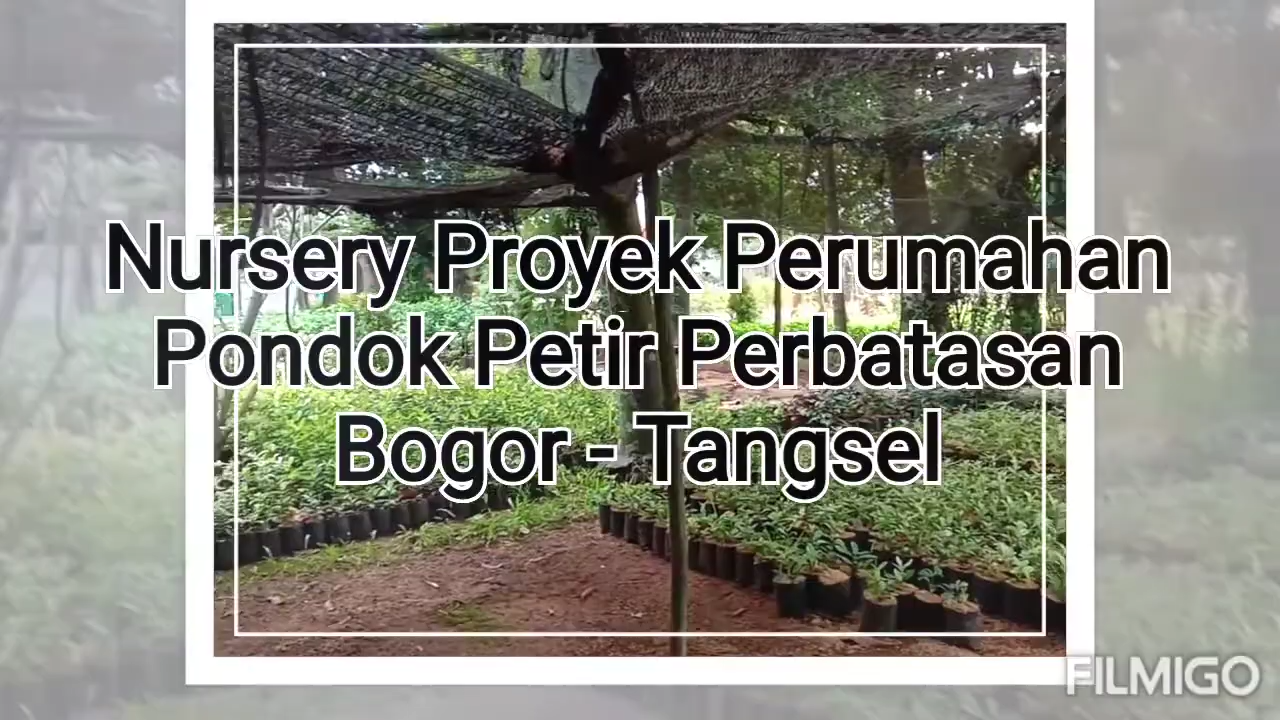 Nursery Proyek Perumahan
Pondok Petir Perbatasan
Bogor - Tangsel
FILMIGO